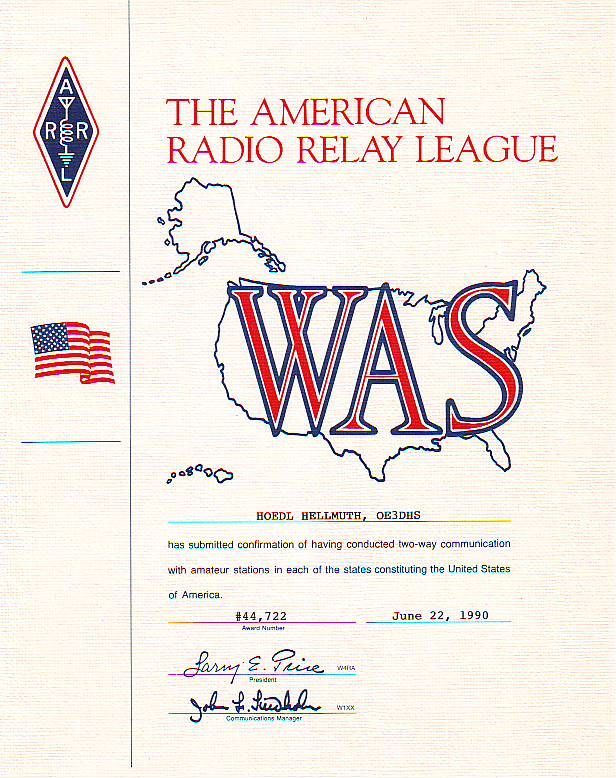 A
R R
L
THE AMERICAN
RADIO RELAY LEAGUE
WAS
HOEDL HELLMUTH, OE3DHS
has submitted confirmation of having conducted two-way communication
with amateur stations in each of the states constituting the United States
of America.
#44,722 June 22, 1990
Award Number
Larry E. Price W4RA
President
John F. Lindholm W1XX
Communications Manager